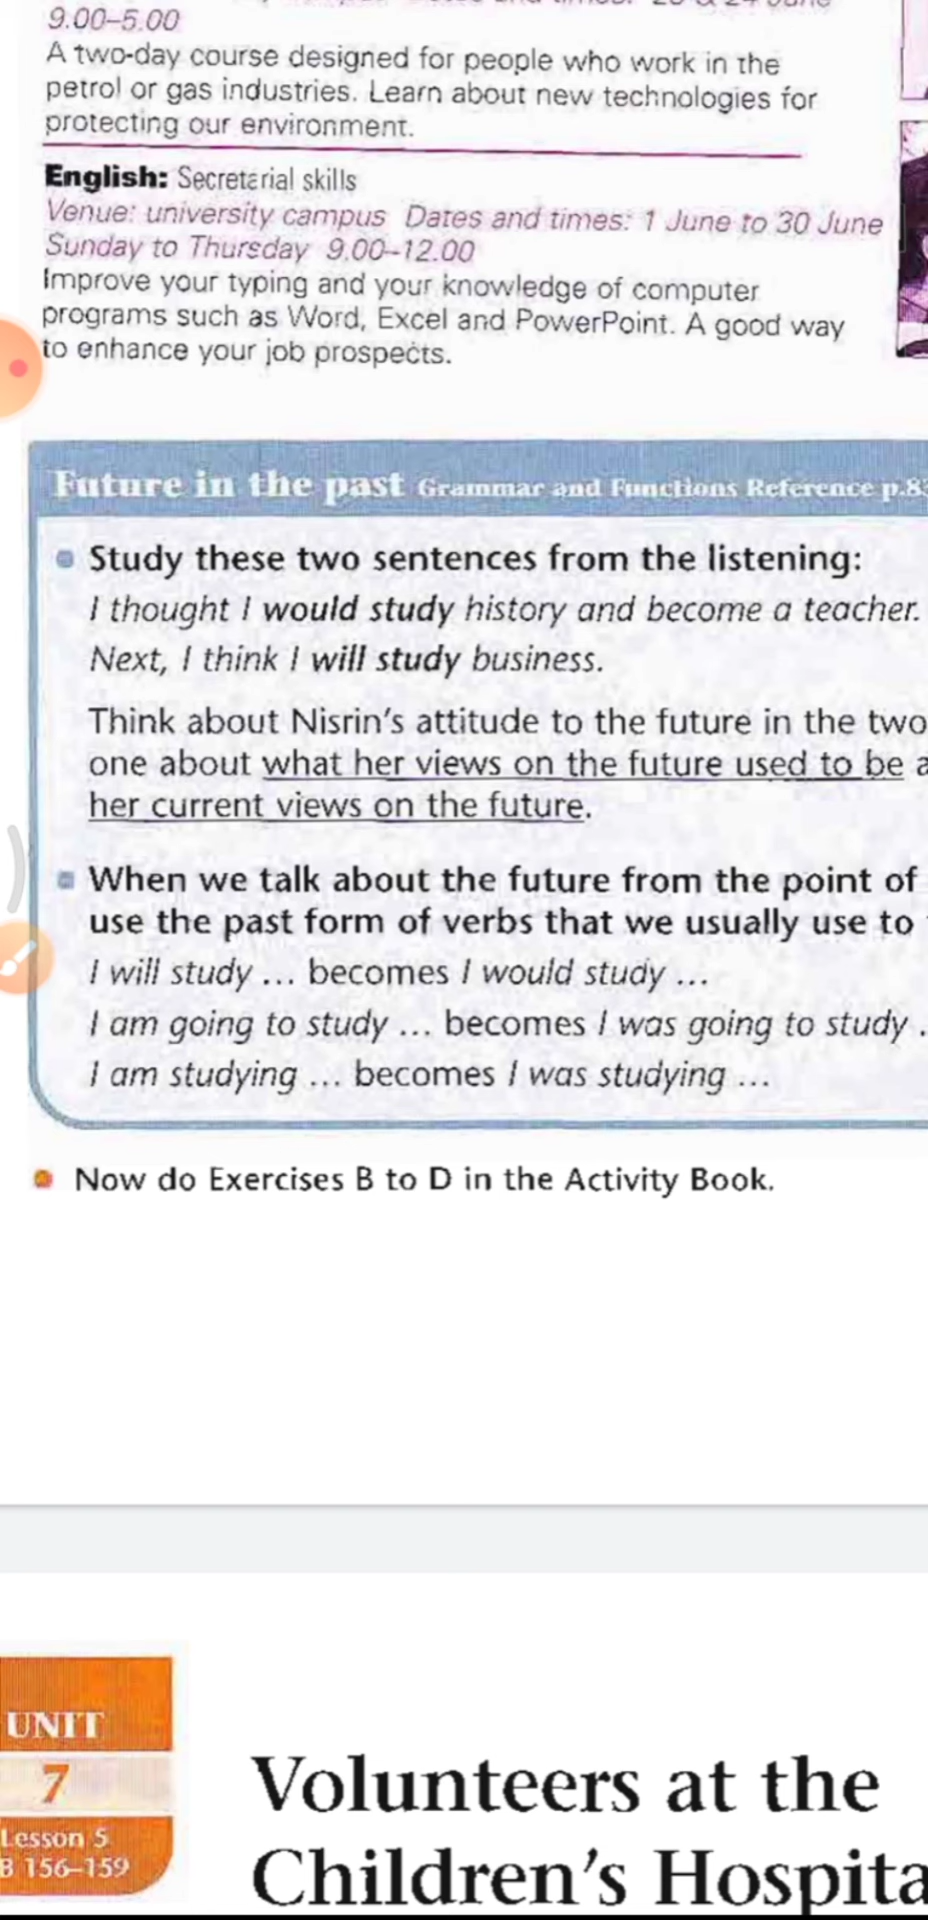 9.00–5.00
A two-day course designed for people who work in the
petrol or gas industries. Learn about new technologies for
protecting our environment.
English: Secretarial skills
Venue: university campus Dates and times: 1 June to 30 June
Sunday to Thursday 9.00–12.00
Improve your typing and your knowledge of computer
programs such as Word, Excel and PowerPoint. A good way
to enhance your job prospects.
Future in the past Grammar and Functions Reference
Study these two sentences from the listening:
I thought I would study history and become a teacher.
Next, I think I will study business.
Think about Nisrin's attitude to the future in the two
one about what her views on the future used to be
her current views on the future.
When we talk about the future from the point of
use the past form of verbs that we usually use to
I will study ... becomes I would study ...
I am going to study ... becomes I was going to study .
I am studying ... becomes I was studying ...
Now do Exercises B to D in the Activity Book.
UNIT
7
Lesson 5
B 156–159
Volunteers at the
Children's Hospita